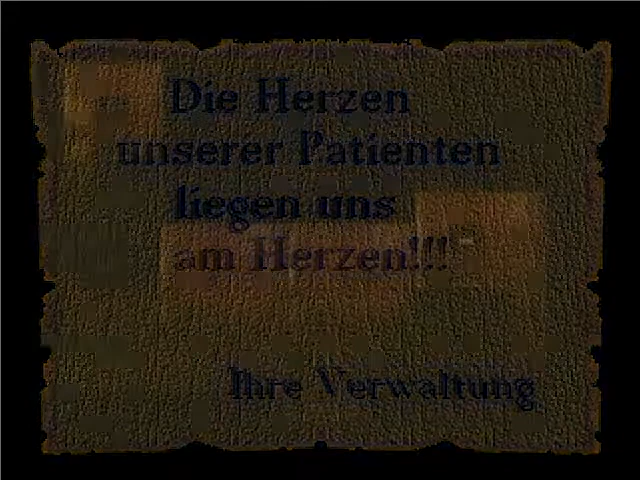 Die Herzen
unserer Patienten
liegen uns
am Herzen!!!
Ihre Verwaltung